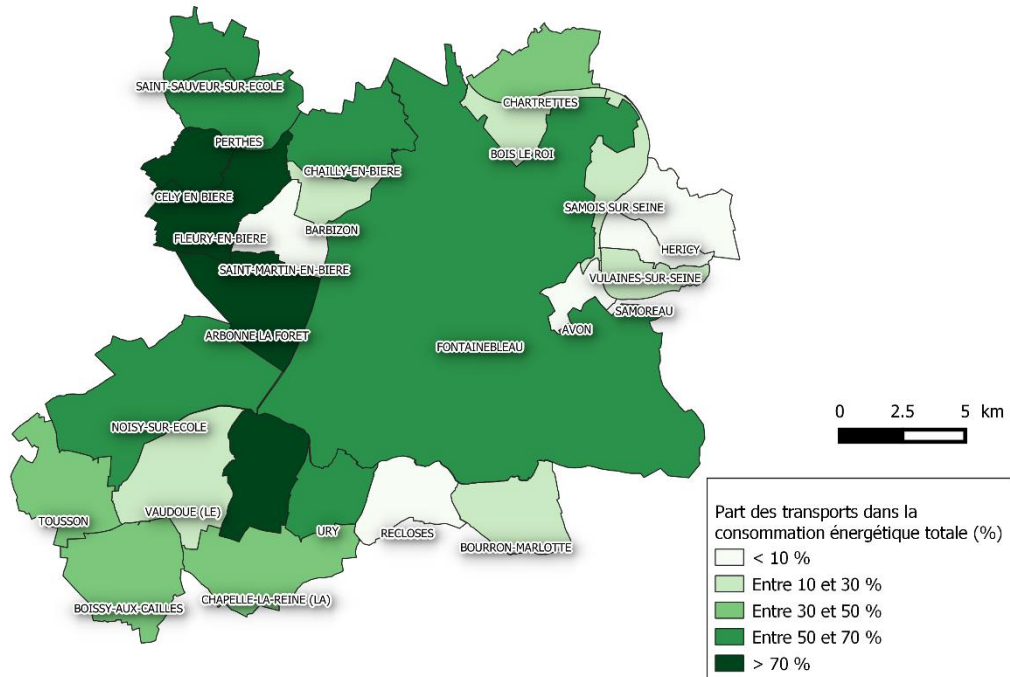 SAINT-SAUVEUR-SUR-ECOLE
CHARTRETTES
PERTHES
BOIS LE ROI
CHAILLY-EN-BIERE
CELY EN BIERE
SAMOIS SUR SEINE
BARBIZON
FLEURY-EN-BIERE
HERICY
SAINT-MARTIN-EN-BIERE
VULAINES-SUR-SEINE
SAMOREAU
AVON
ARBONNE LA FORET
FONTAINEBLEAU
0 2.5 5 km
NOISY-SUR-ECOLE
VAUDOUE (LE)
TOUSSON
URY
RECLOSES
BOURRON-MARLOTTE
CHAPELLE-LA-REINE (LA)
BOISSY-AUX-CAILLES
Part des transports dans la
consommation énergétique totale (%)
< 10 %
Entre 10 et 30 %
Entre 30 et 50 %
Entre 50 et 70 %
> 70 %